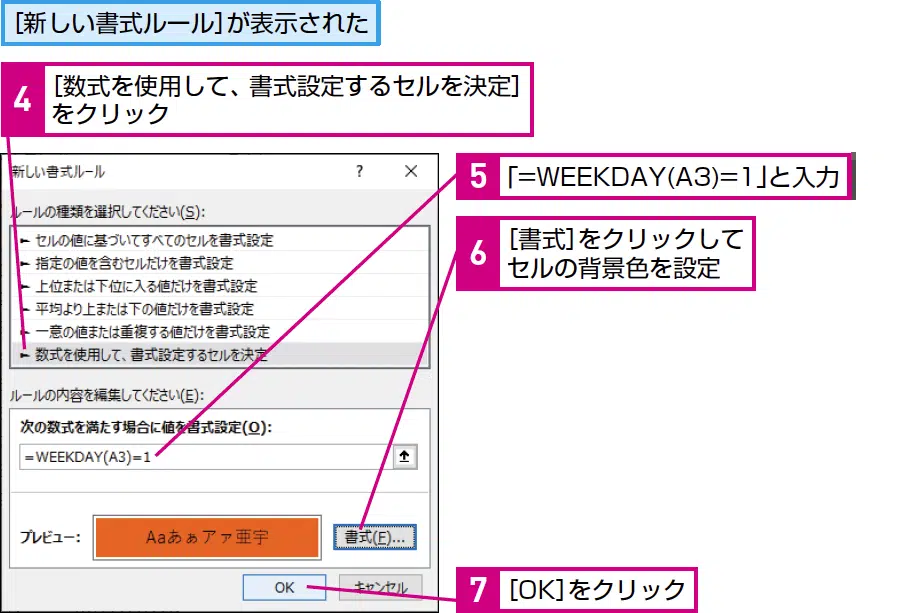 [新しい書式ルール]が表示された
4
[数式を使用して、書式設定するセルを決定]
をクリック
新しい書式ルール
?
ルールの種類を選択してください(S):
► セルの値に基づいてすべてのセルを書式設定
► 指定の値を含むセルだけを書式設定
► 上位または下位に入る値だけを書式設定
► 平均より上または下の値だけを書式設定
► 一意の値または重複する値だけを書式設定
► 数式を使用して、書式設定するセルを決定
ルールの内容を編集してください(E):
次の数式を満たす場合に値を書式設定(O):
=WEEKDAY(A3)=1
プレビュー:
Aaあぁアァ亜宇
書式(F)...
OK
キャンセル
5
「=WEEKDAY(A3)=1」と入力
6
[書式]をクリックして
セルの背景色を設定
7
[OK]をクリック